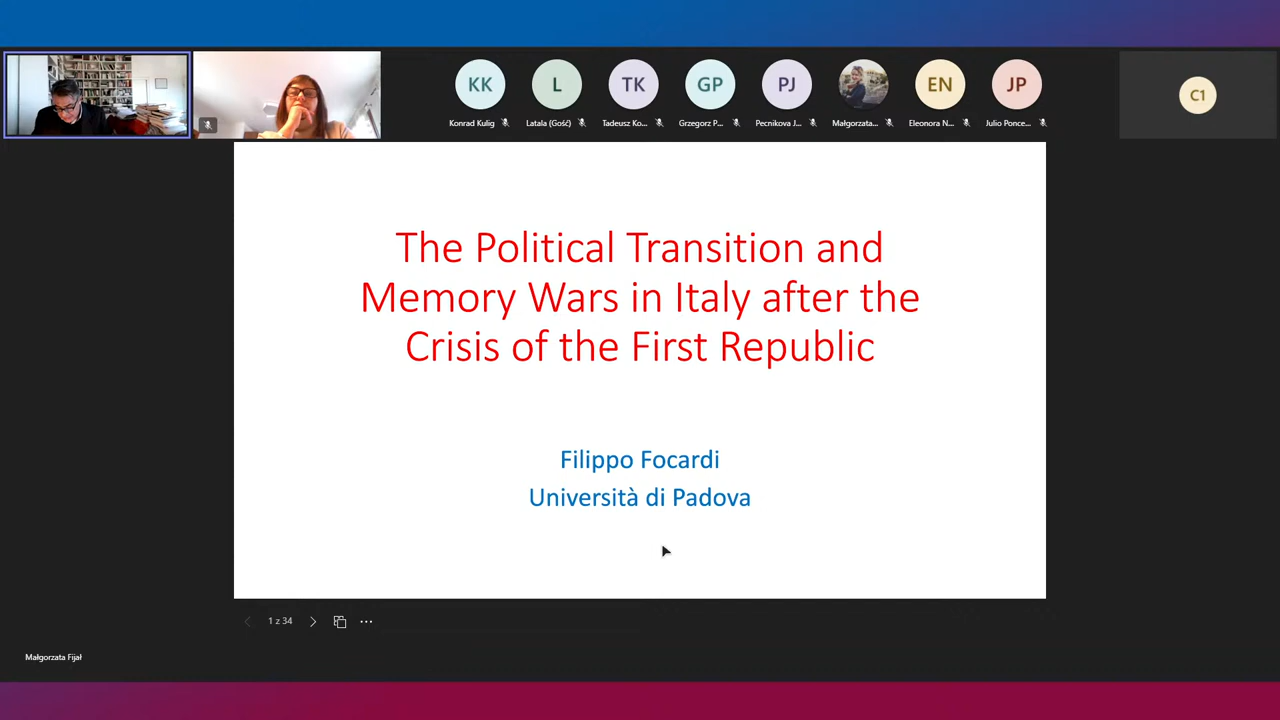 KK
L
TK
GP
PJ
EN
JP
C1
Konrad Kulig
Latala (Gość)
Tadeusz Ko...
Grzegorz P...
Pecnikova J...
Małgorzata...
Eleonora N...
Julio Ponce...
The Political Transition and
Memory Wars in Italy after the
Crisis of the First Republic
Filippo Focardi
Università di Padova
1 z 34
...
Małgorzata Fijał